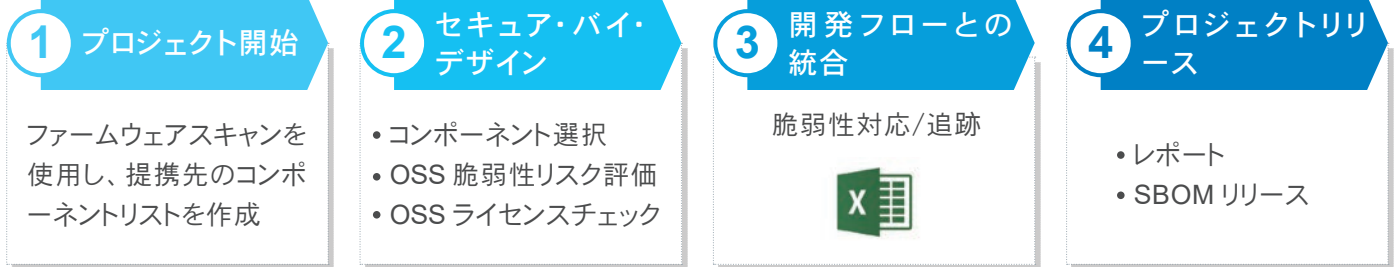 1 プロジェクト開始
ファームウェアスキャンを
使用し、提携先のコンポ
ーネントリストを作成
2 セキュア・バイ・
デザイン
• コンポーネント選択
• OSS 脆弱性リスク評価
• OSS ライセンスチェック
3 開発フローとの
統合
脆弱性対応/追跡
X
4 プロジェクトリリ
ース
• レポート
• SBOM リリース